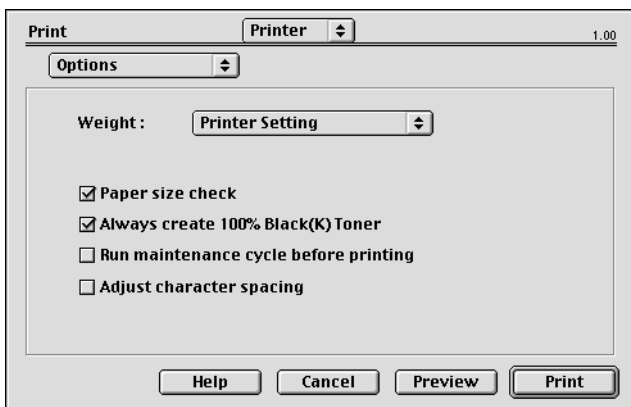 Print Printer 1.00
Options
Weight: Printer Setting
Paper size check
Always create 100% Black(K) Toner
Run maintenance cycle before printing
Adjust character spacing
Help Cancel Preview Print